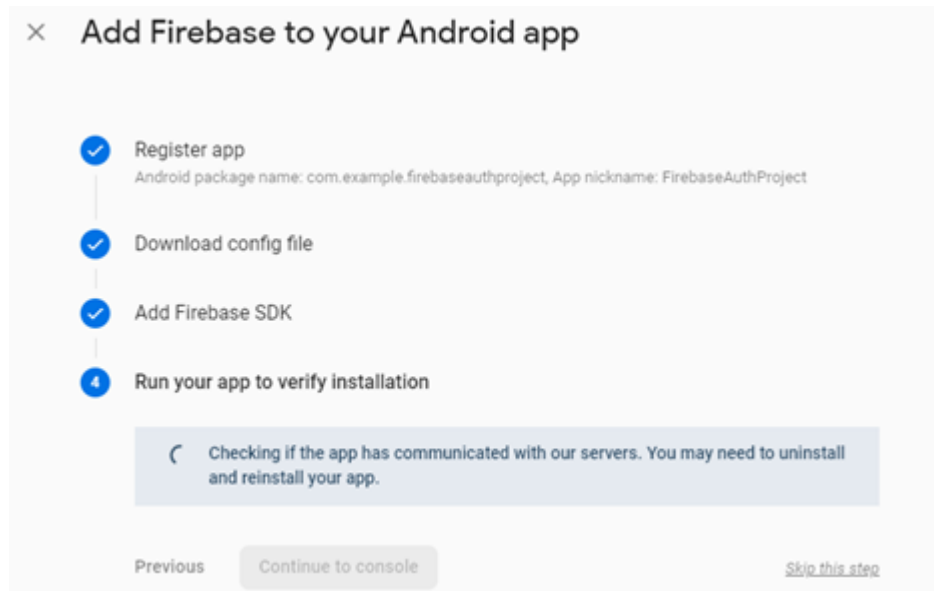 Add Firebase to your Android app
Register app
Android package name: com.example.firebaseauthproject, App nickname: FirebaseAuthProject
Download config file
Add Firebase SDK
4
Run your app to verify installation
Checking if the app has communicated with our servers. You may need to uninstall
and reinstall your app.
Previous
Continue to console
Skip this step